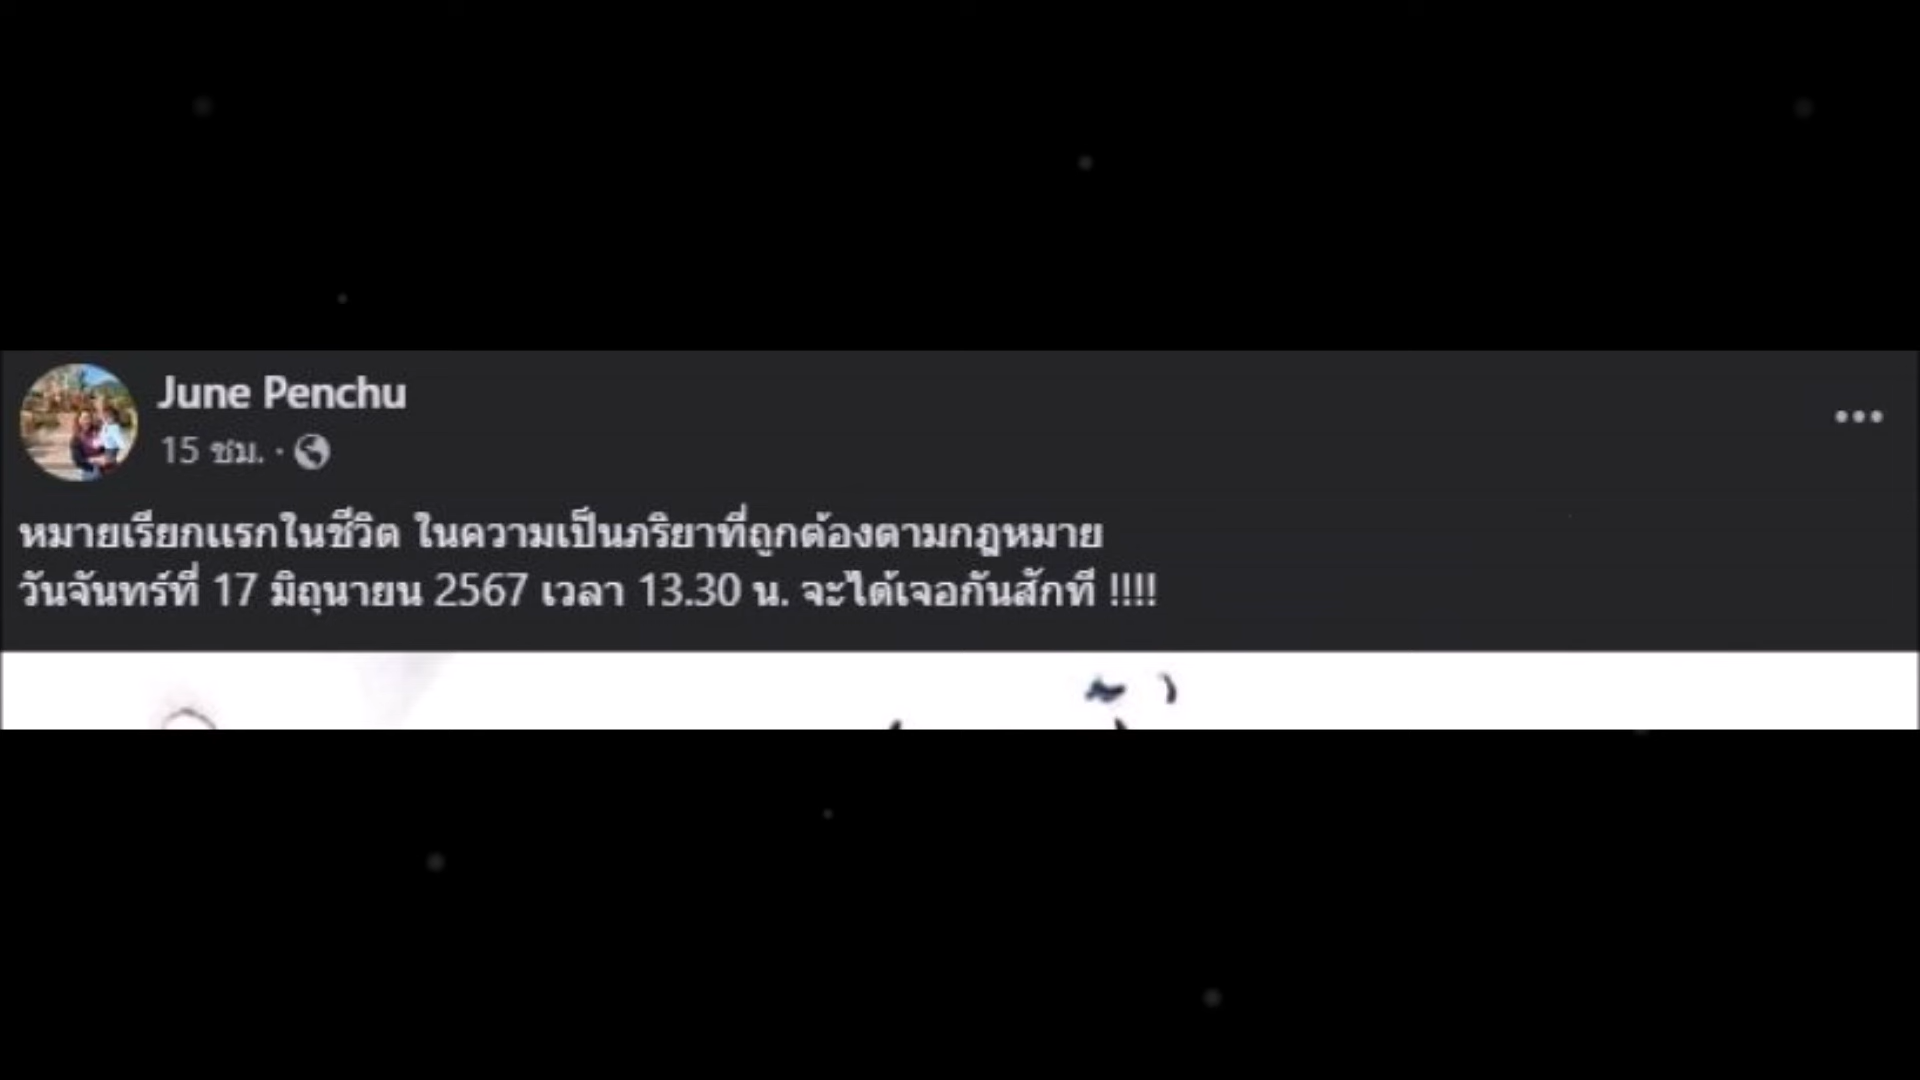 June Penchu
15 ชม.
หมายเรียกแรกในชีวิต ในความเป็นภริยาที่ถูกต้องตามกฎหมาย
วันจันทร์ที่ 17 มิถุนายน 2567 เวลา 13.30 น. จะได้เจอกันสักที !!!!